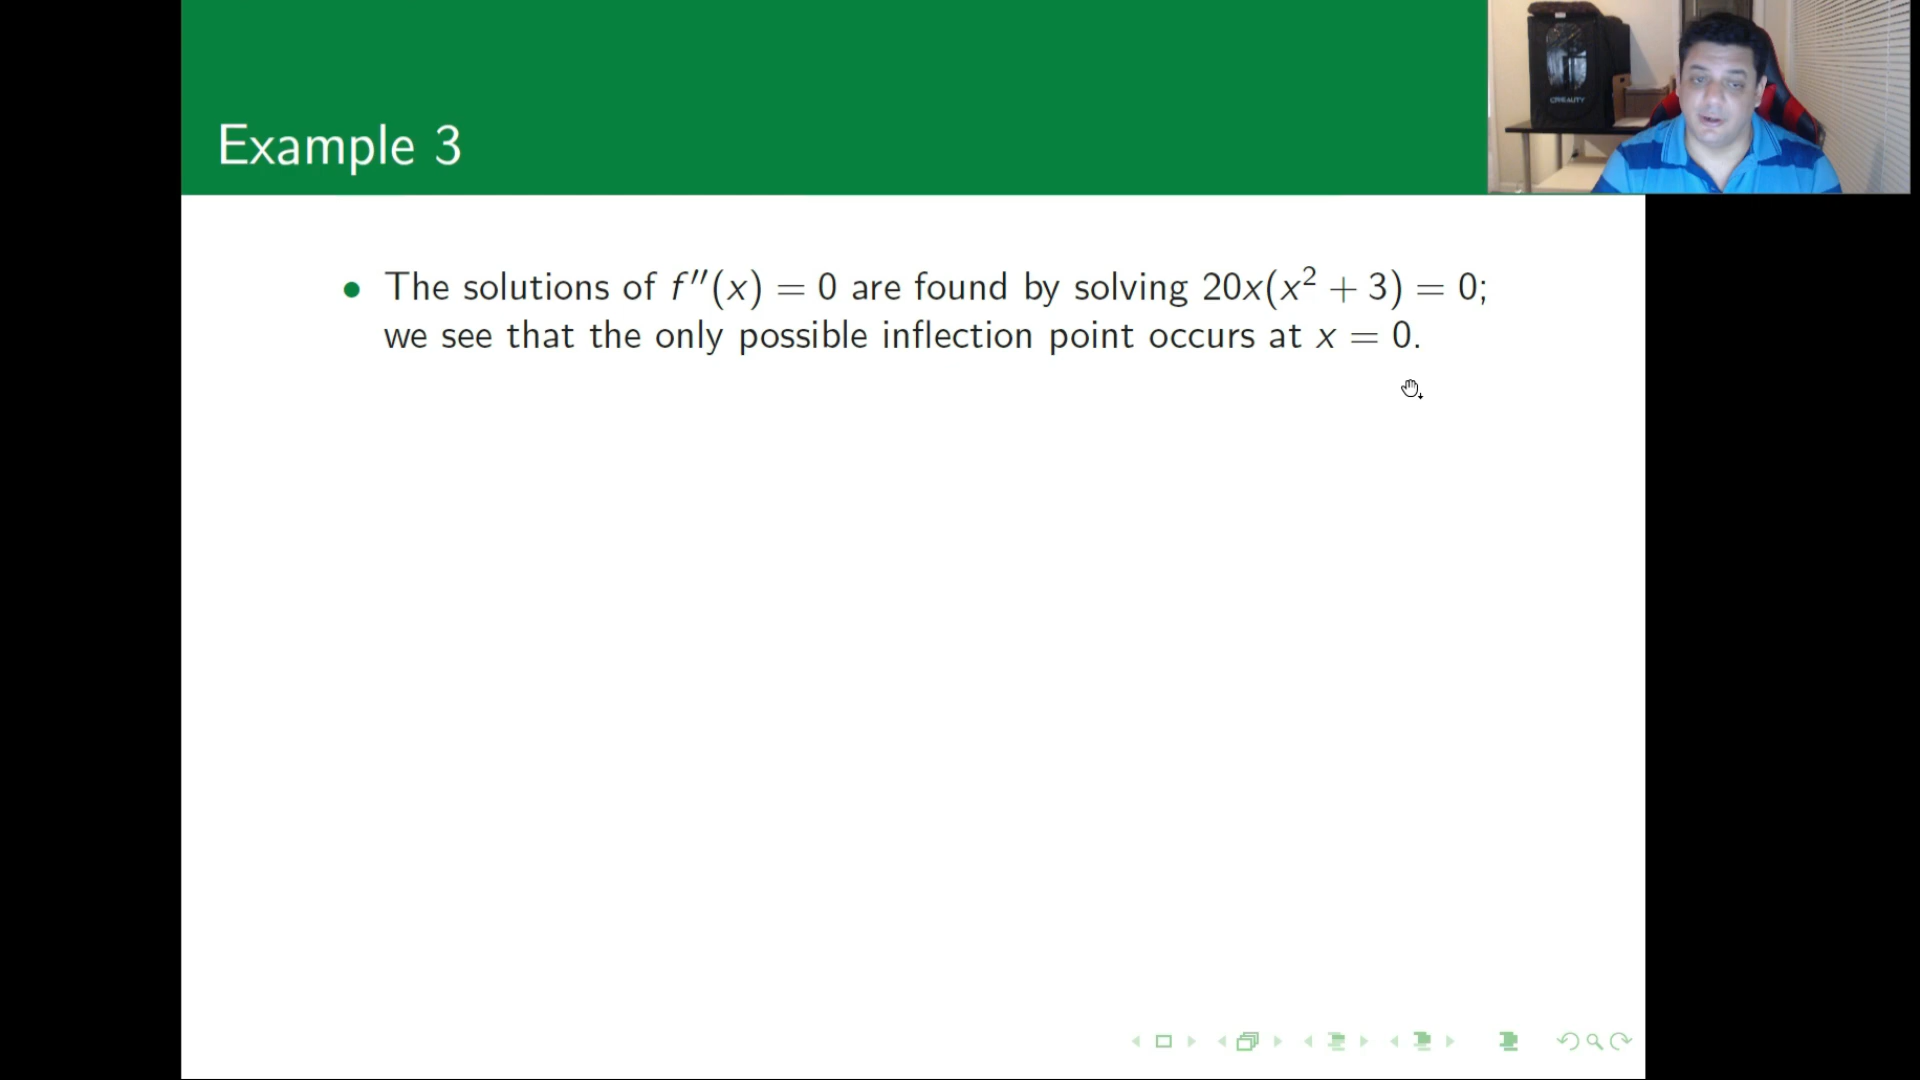 Example 3
• The solutions of f″(x) = 0 are found by solving 20x(x² + 3) = 0;
we see that the only possible inflection point occurs at x = 0.